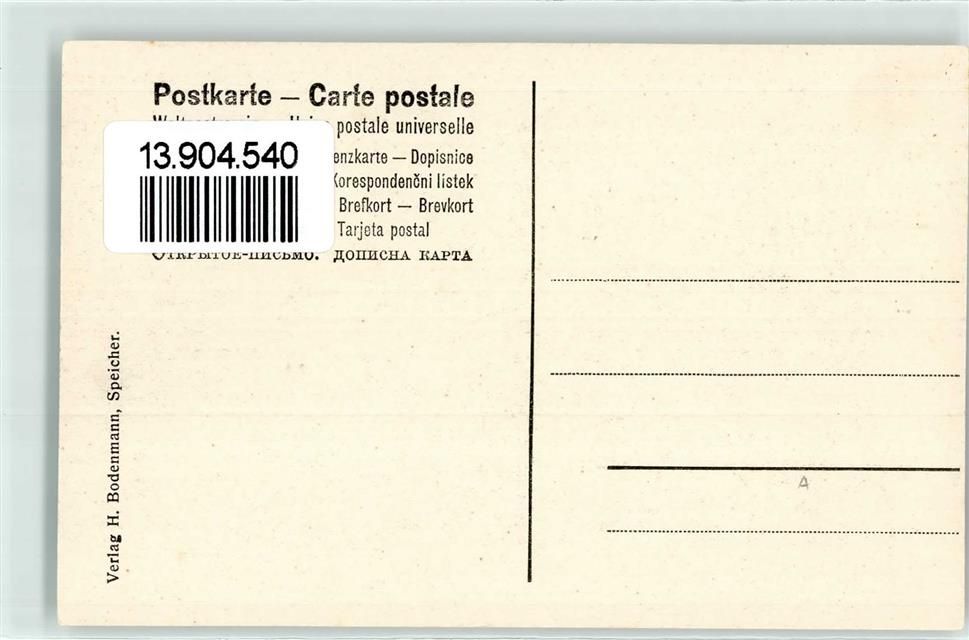 Postkarte — Carte postale
postale universelle
13.904.540
enzkarte — Dopisnice
Korespondenční lístek
Brefkort — Brevkort
Tarjeta postal
ОТКРЫТОЕ-ПИСЬМО. ДОПИСНА КАРТА
Verlag H. Bodenmann, Speicher.
A